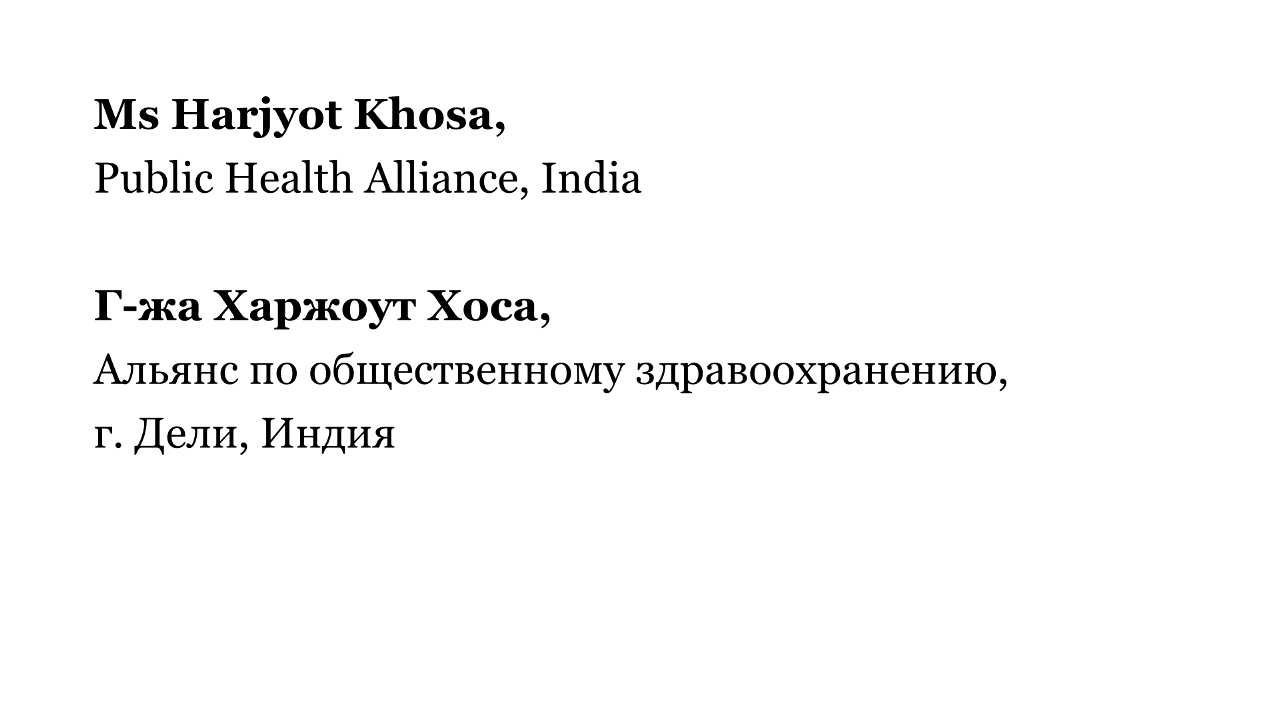 Ms Harjyot Khosa,
Public Health Alliance, India
Г-жа Харжоут Хоса,
Альянс по общественному здравоохранению,
г. Дели, Индия